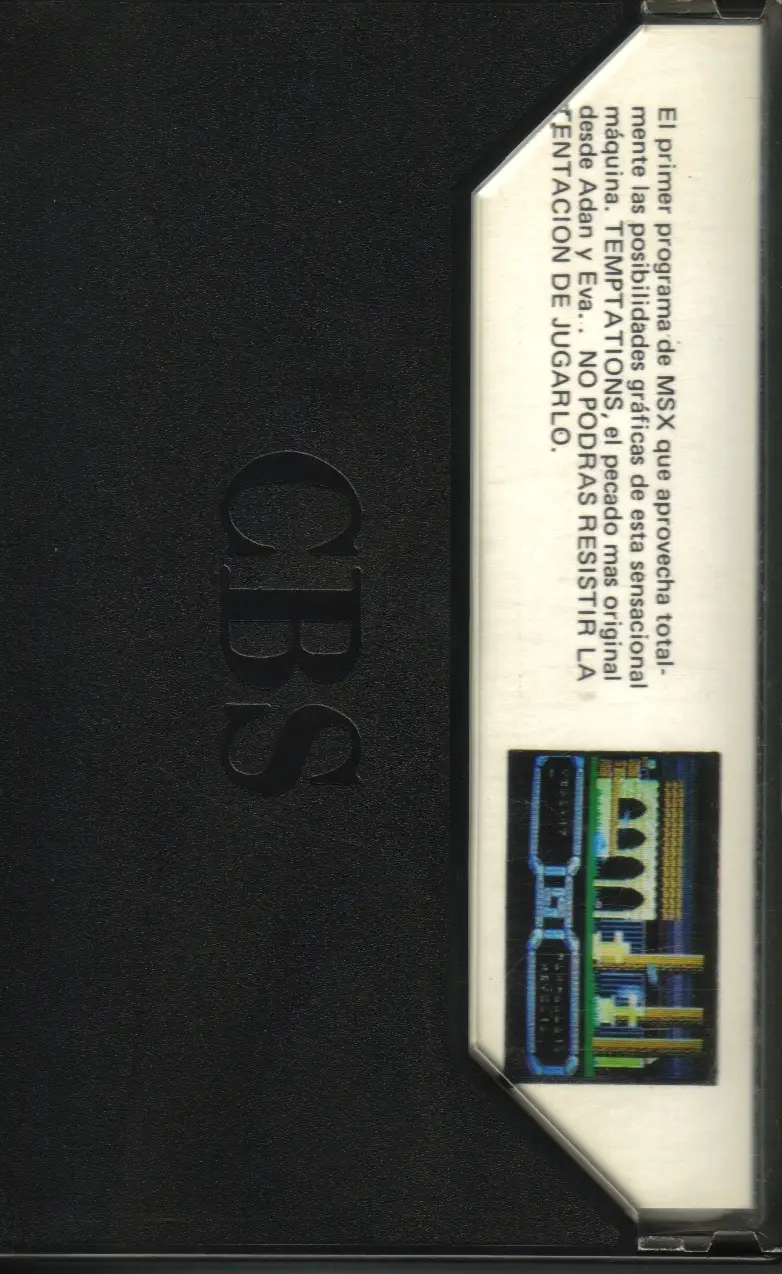 El primer programa de MSX que aprovecha total-
mente las posibilidades gráficas de esta sensacional
máquina. TEMPTATIONS, el pecado mas original
desde Adan y Eva... NO PODRAS RESISTIR LA
TENTACION DE JUGARLO.
CBS